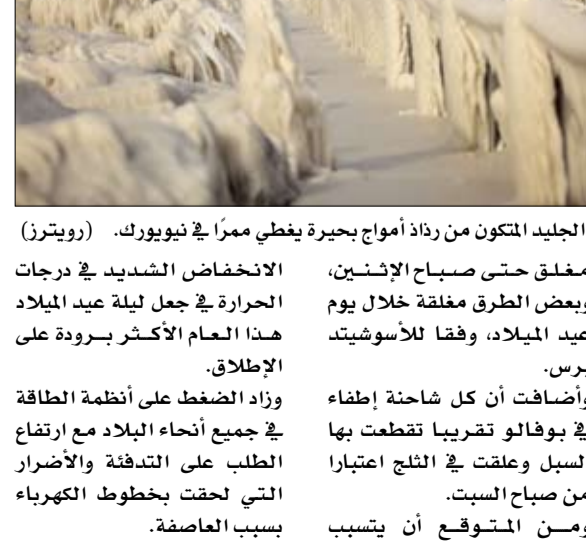 الجليد المتكون من رذاذ أمواج بحيرة يغطي ممرًا في نيويورك. (رويترز)
مغلق حتى صباح الإثنين،
وبعض الطرق مغلقة خلال يوم
عيد الميلاد، وفقا للأسوشيتد
برس.
وأضافت أن كل شاحنة إطفاء
في بوفالو تقريبا تقطعت بها
السبل وعلقت في الثلج اعتبارا
من صباح السبت.
ومن المتوقع أن يتسبب
الانخفاض الشديد في درجات
الحرارة في جعل ليلة عيد الميلاد
هذا العام الأكثر برودة على
الإطلاق.
وزاد الضغط على أنظمة الطاقة
في جميع أنحاء البلاد مع ارتفاع
الطلب على التدفئة والأضرار
التي لحقت بخطوط الكهرباء
بسبب العاصفة.